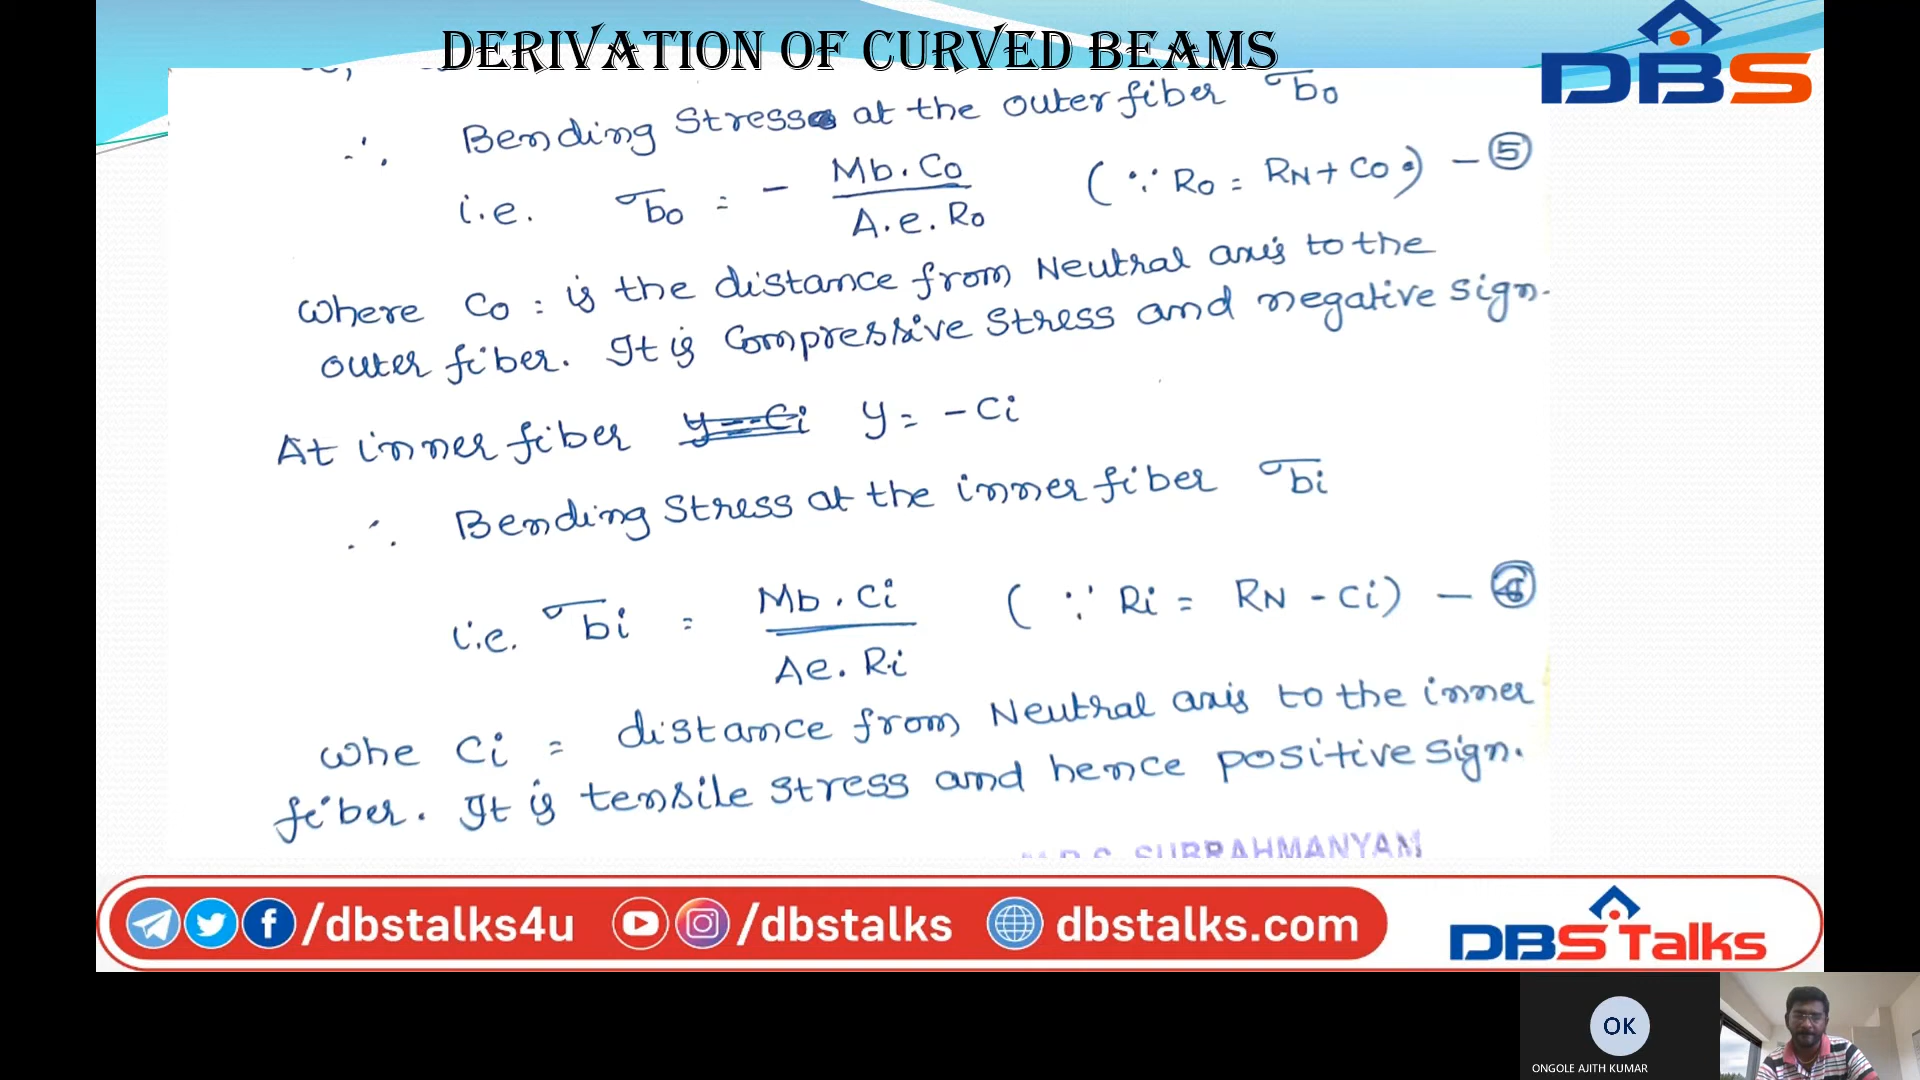 DERIVATION OF CURVED BEAMS
DBS
∴ Bending Stress at the outer fiber σbo
i.e. σbo = - Mb.Co / A.e.Ro (∵ Ro = RN + Co) - ⑤
where Co = is the distance from Neutral axis to the
outer fiber. It is Compressive Stress and negative sign.
At inner fiber y = -Ci y = -Ci
∴ Bending Stress at the inner fiber σbi
i.e. σbi = Mb.Ci / Ae.Ri (∵ Ri = RN - Ci) -
Whe Ci = distance from Neutral axis to the inner
fiber. It is tensile stress and hence positive sign.
SUBRAHMANYAM
/dbstalks4u /dbstalks dbstalks.com
DBS Talks
OK
ONGOLE AJITH KUMAR